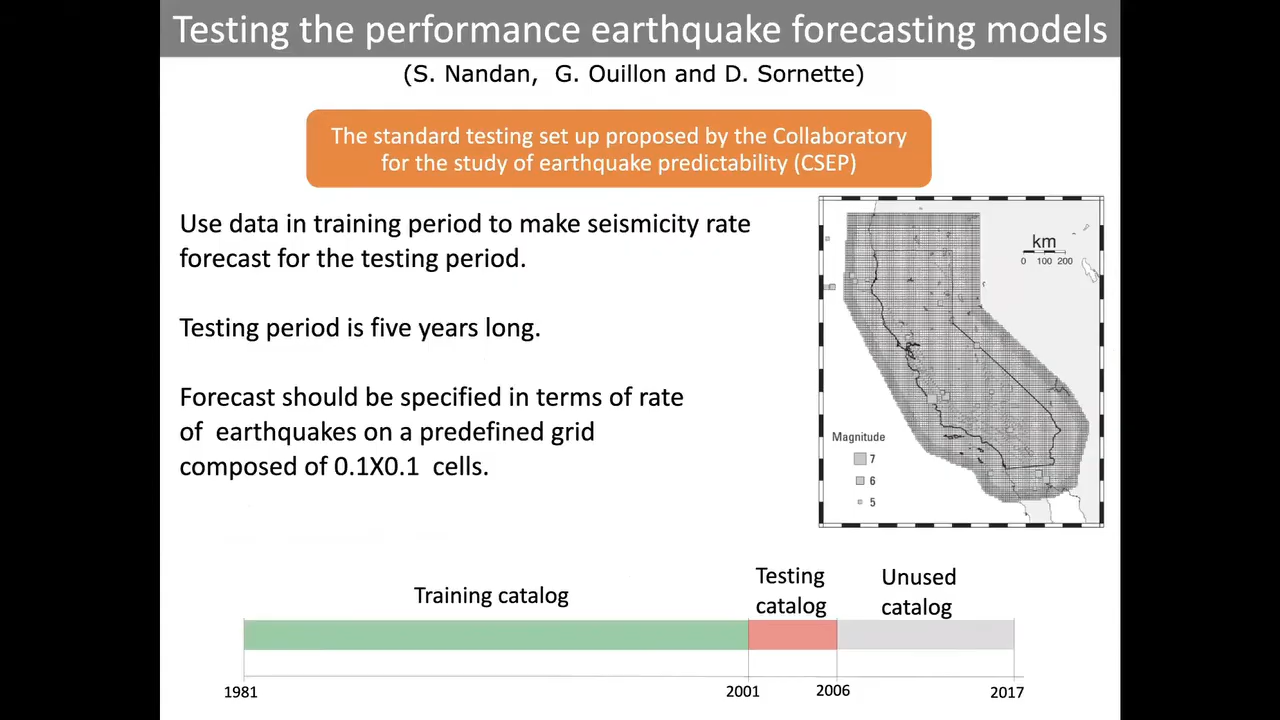 Testing the performance earthquake forecasting models
(S. Nandan, G. Ouillon and D. Sornette)
The standard testing set up proposed by the Collaboratory
for the study of earthquake predictability (CSEP)
Use data in training period to make seismicity rate
forecast for the testing period.
Testing period is five years long.
Forecast should be specified in terms of rate
of earthquakes on a predefined grid
composed of 0.1X0.1 cells.
km
0 100 200
Magnitude
7
6
5
Training catalog
Testing
catalog
Unused
catalog
1981
2001
2006
2017